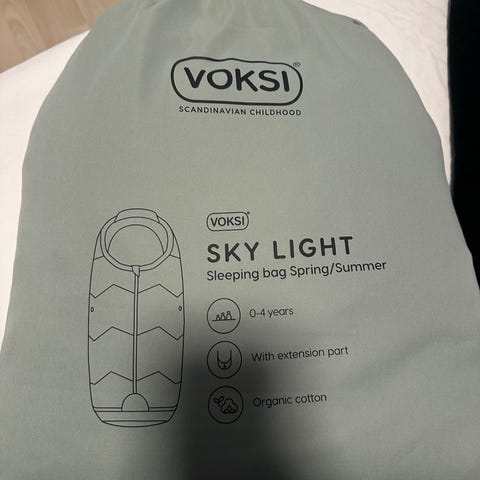 VOKSI®
SCANDINAVIAN CHILDHOOD
VOKSI®
SKY LIGHT
Sleeping bag Spring/Summer
0-4 years
With extension part
Organic cotton